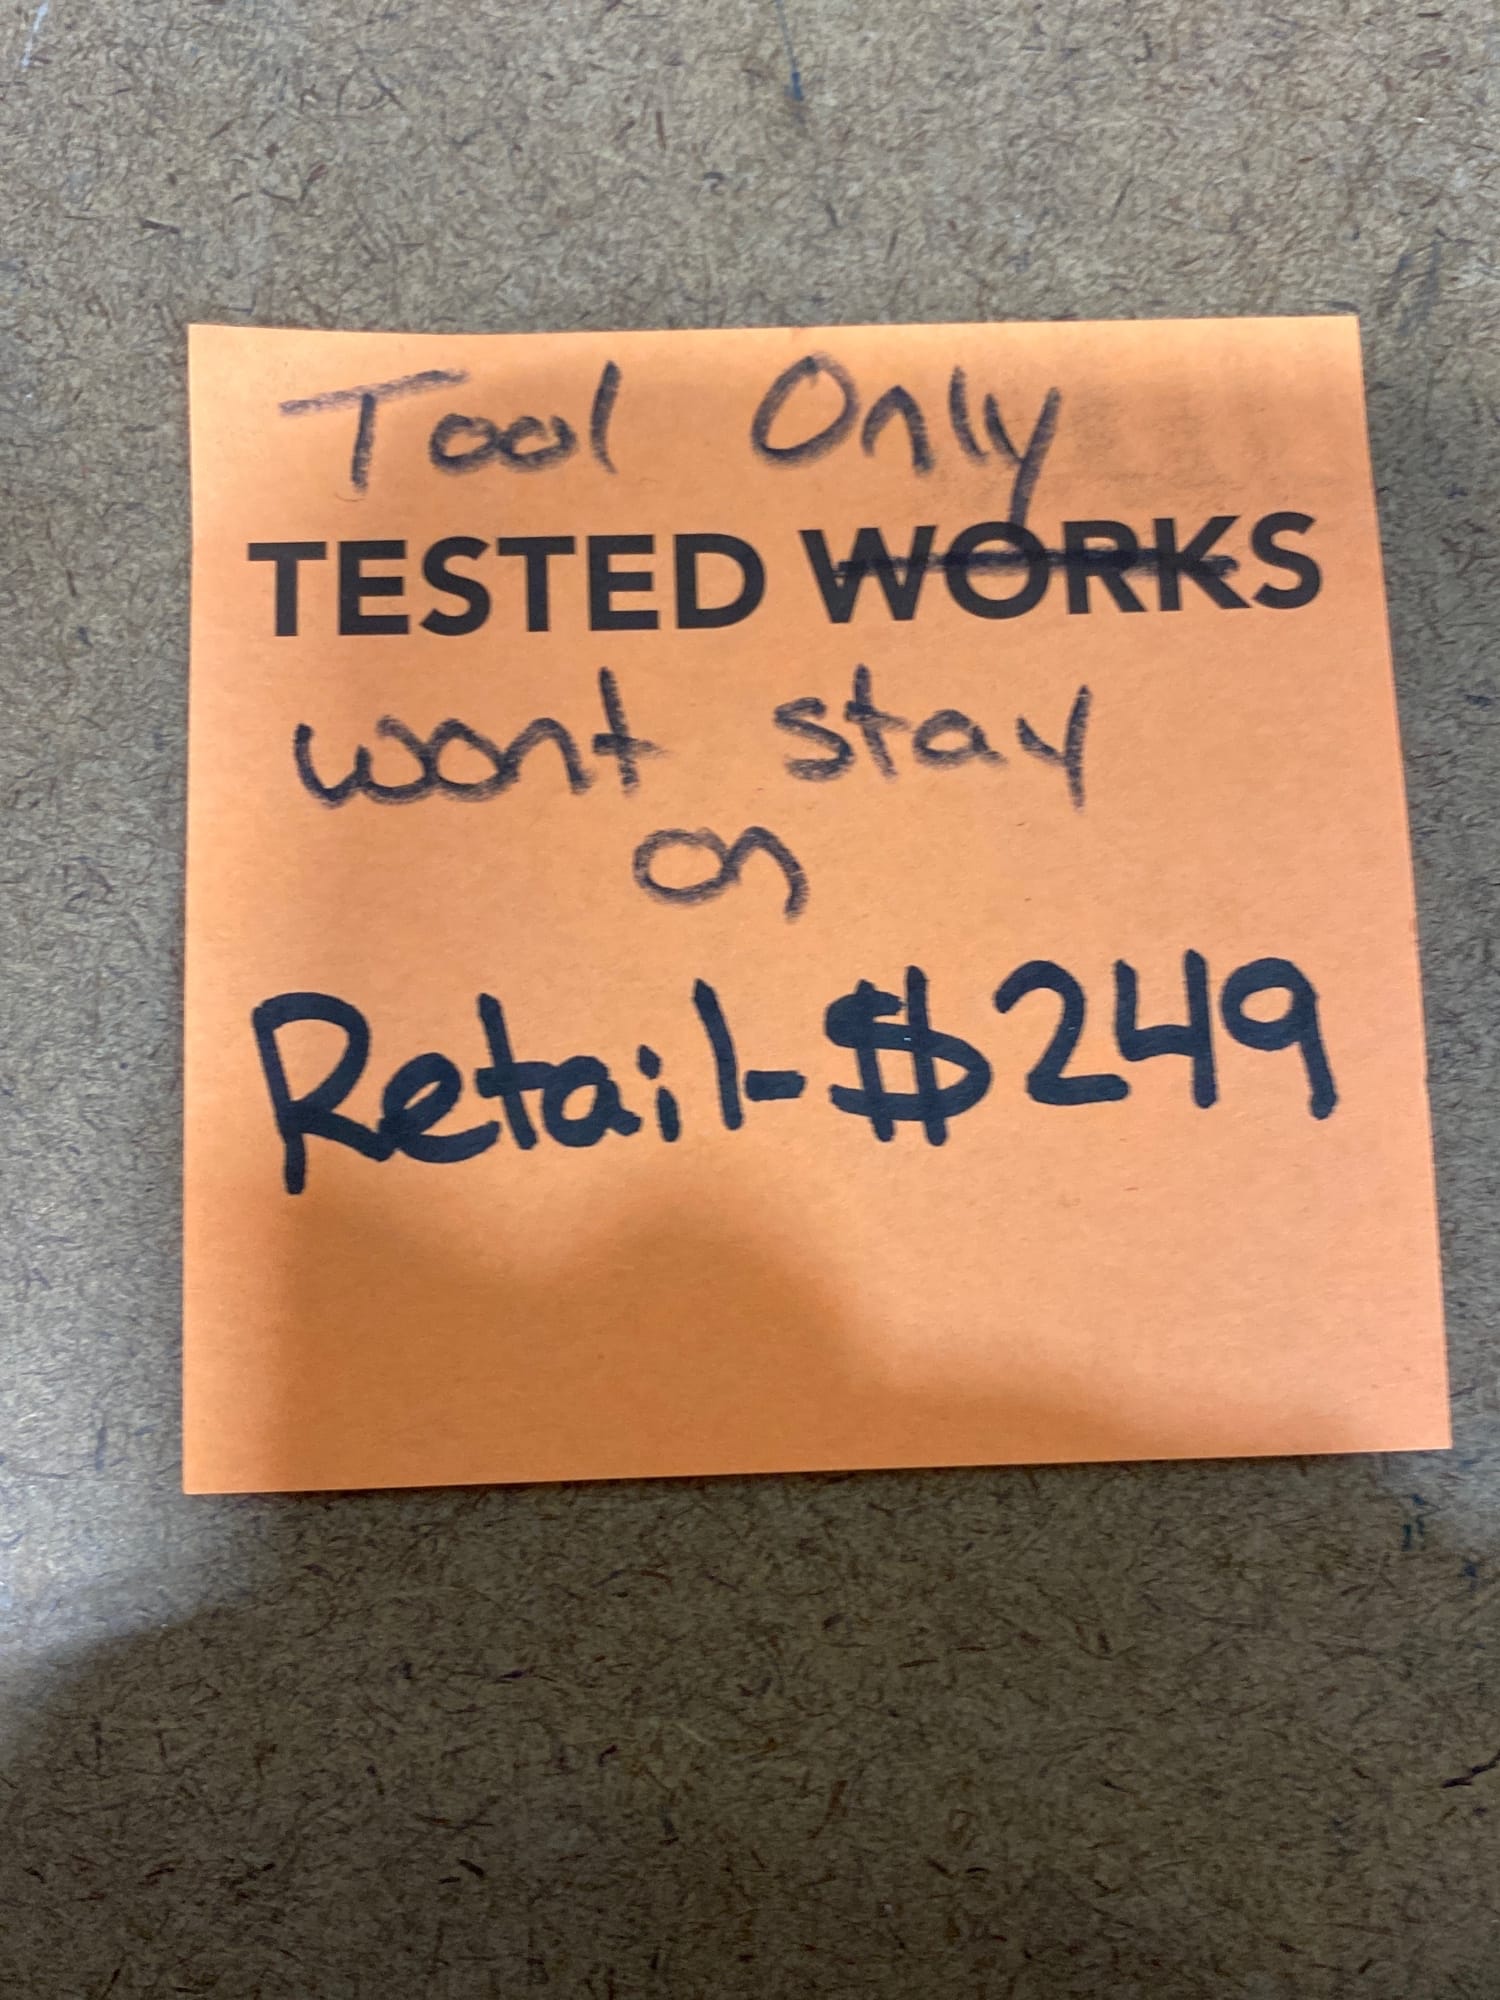 Tool Only
TESTED WORKS
wont stay
on
Retail-$249